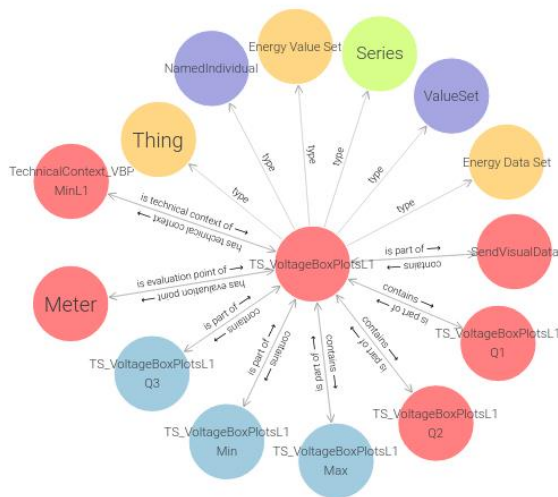 Energy Value Set
Series
NamedIndividual
ValueSet
Thing
Energy Data Set
type
type
type
type
type
type
TechnicalContext_VBP
MinL1
is technical context of →
← has technical context
TS_VoltageBoxPlotsL1
is part of →
← contains
SendVisualData
Meter
is evaluation point of →
← has evaluation point
contains →
← is part of
TS_VoltageBoxPlotsL1
Q1
is part of →
← contains
TS_VoltageBoxPlotsL1
Q3
contains →
← is part of
TS_VoltageBoxPlotsL1
Q2
is part of →
← contains
TS_VoltageBoxPlotsL1
Min
contains →
← is part of
TS_VoltageBoxPlotsL1
Max